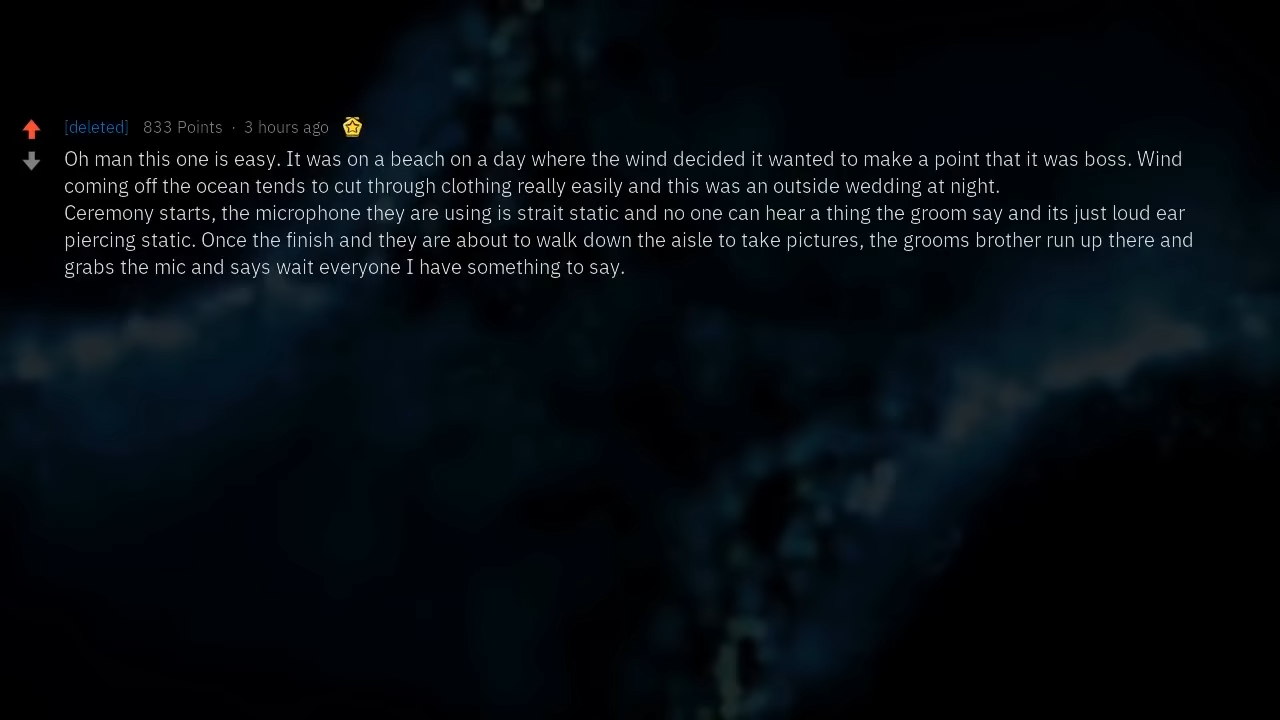 [deleted] 833 Points · 3 hours ago
Oh man this one is easy. It was on a beach on a day where the wind decided it wanted to make a point that it was boss. Wind
coming off the ocean tends to cut through clothing really easily and this was an outside wedding at night.
Ceremony starts, the microphone they are using is strait static and no one can hear a thing the groom say and its just loud ear
piercing static. Once the finish and they are about to walk down the aisle to take pictures, the grooms brother run up there and
grabs the mic and says wait everyone I have something to say.